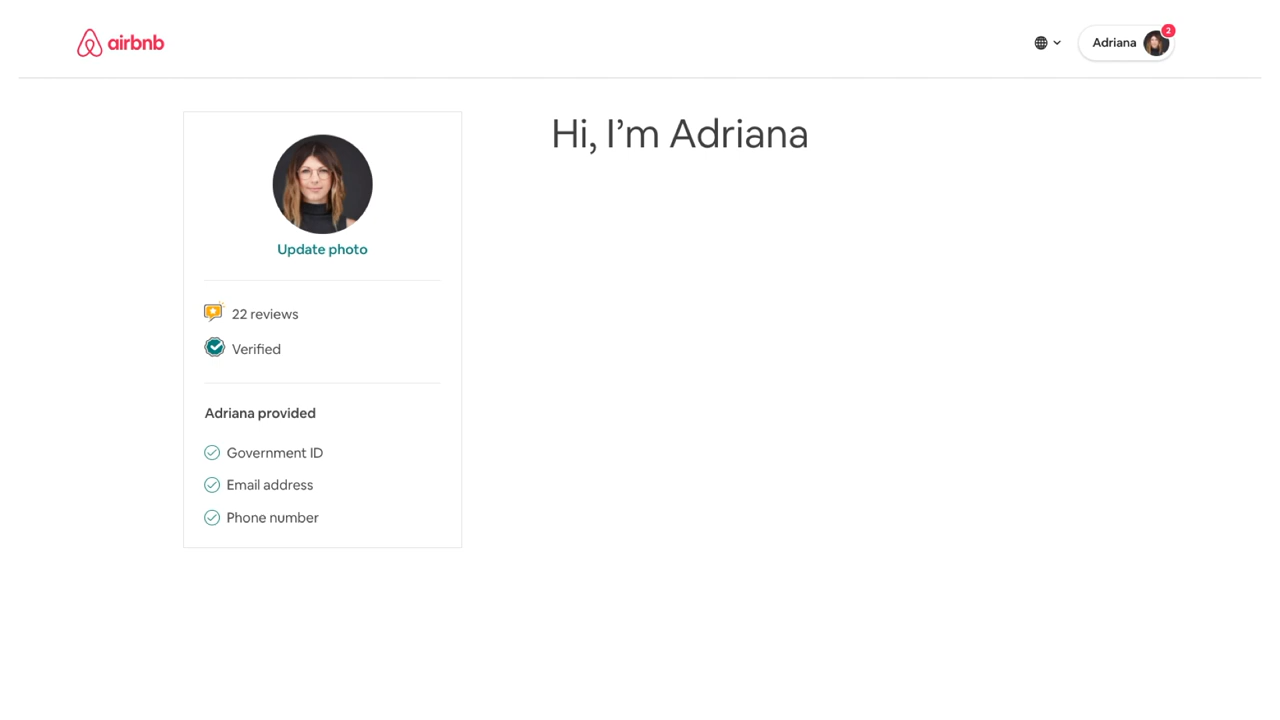 airbnb
Adriana
2
Hi, I’m Adriana
Update photo
22 reviews
Verified
Adriana provided
Government ID
Email address
Phone number